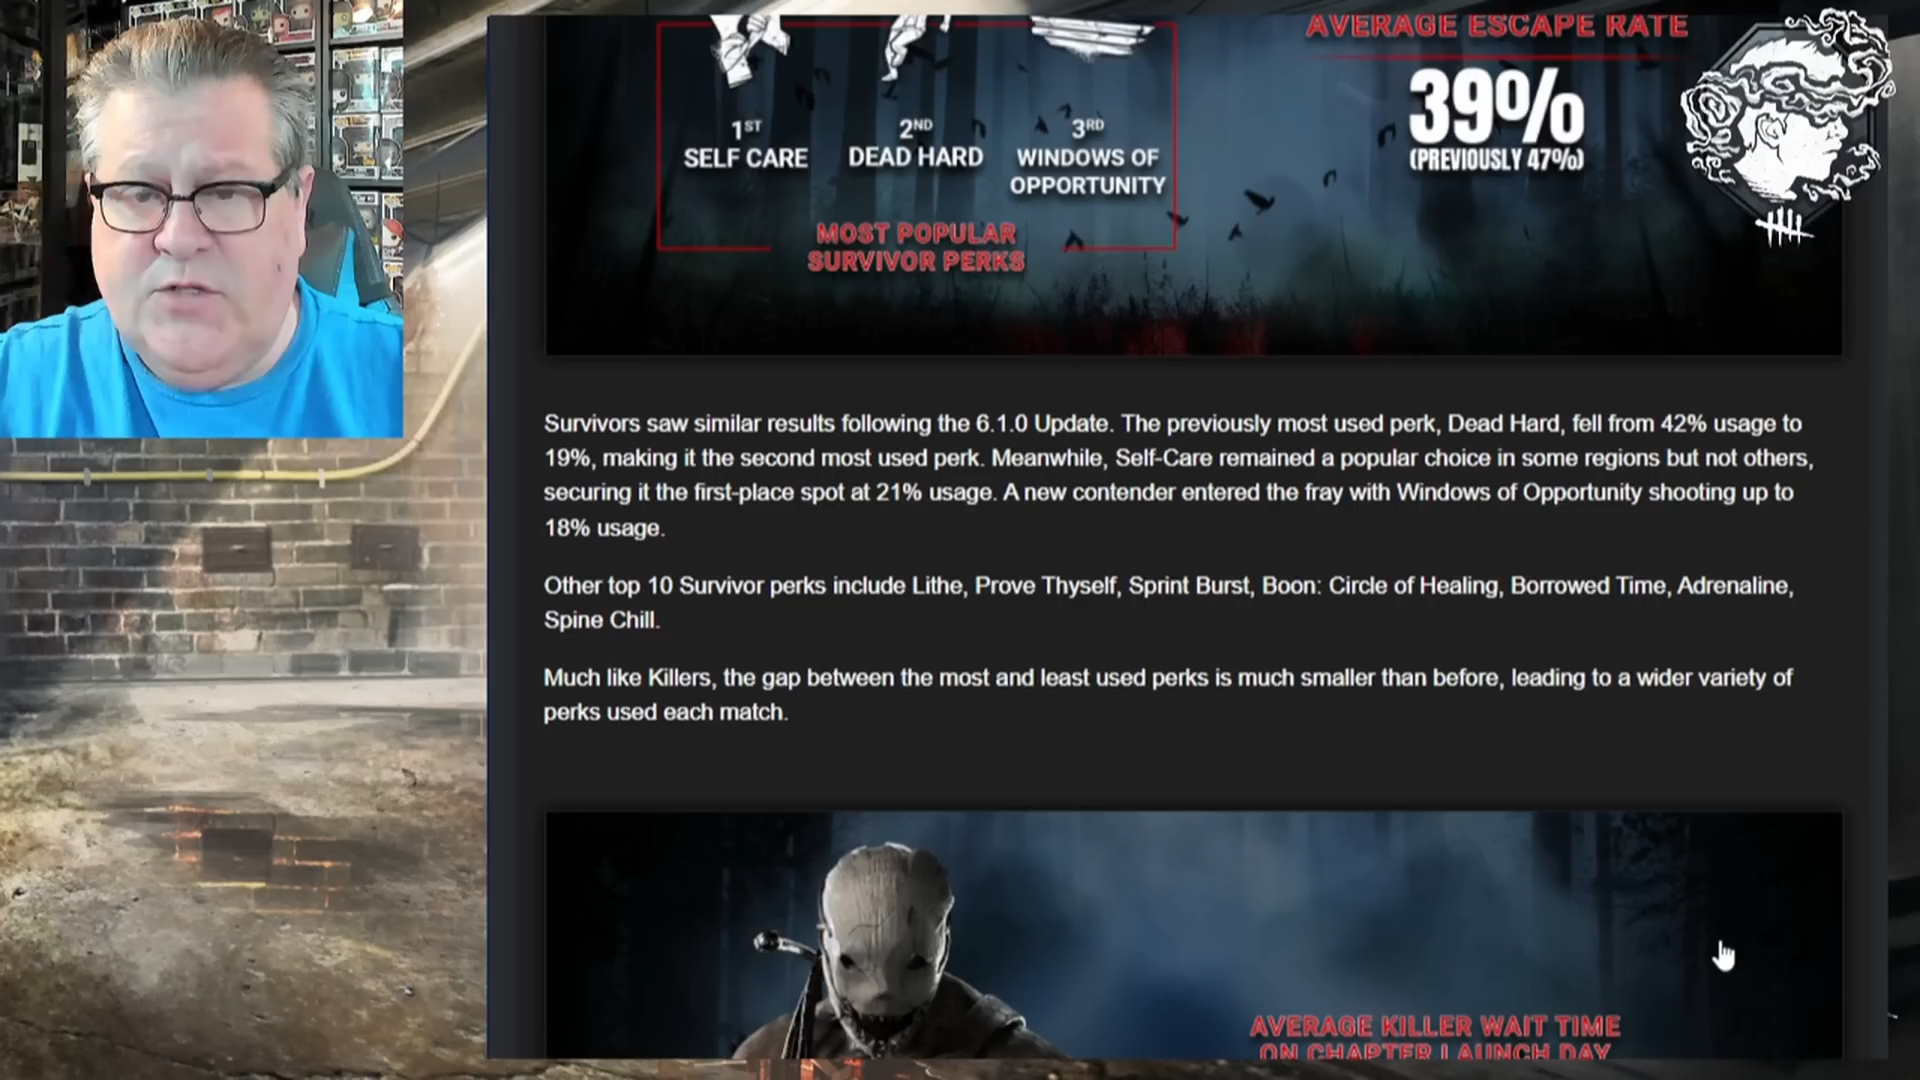 AVERAGE ESCAPE RATE
39%
(PREVIOUSLY 47%)
1ST
SELF CARE
2ND
DEAD HARD
3RD
WINDOWS OF
OPPORTUNITY
MOST POPULAR
SURVIVOR PERKS
Survivors saw similar results following the 6.1.0 Update. The previously most used perk, Dead Hard, fell from 42% usage to
19%, making it the second most used perk. Meanwhile, Self-Care remained a popular choice in some regions but not others,
securing it the first-place spot at 21% usage. A new contender entered the fray with Windows of Opportunity shooting up to
18% usage.
Other top 10 Survivor perks include Lithe, Prove Thyself, Sprint Burst, Boon: Circle of Healing, Borrowed Time, Adrenaline,
Spine Chill.
Much like Killers, the gap between the most and least used perks is much smaller than before, leading to a wider variety of
perks used each match.
AVERAGE KILLER WAIT TIME
ON CHAPTER LAUNCH DAY